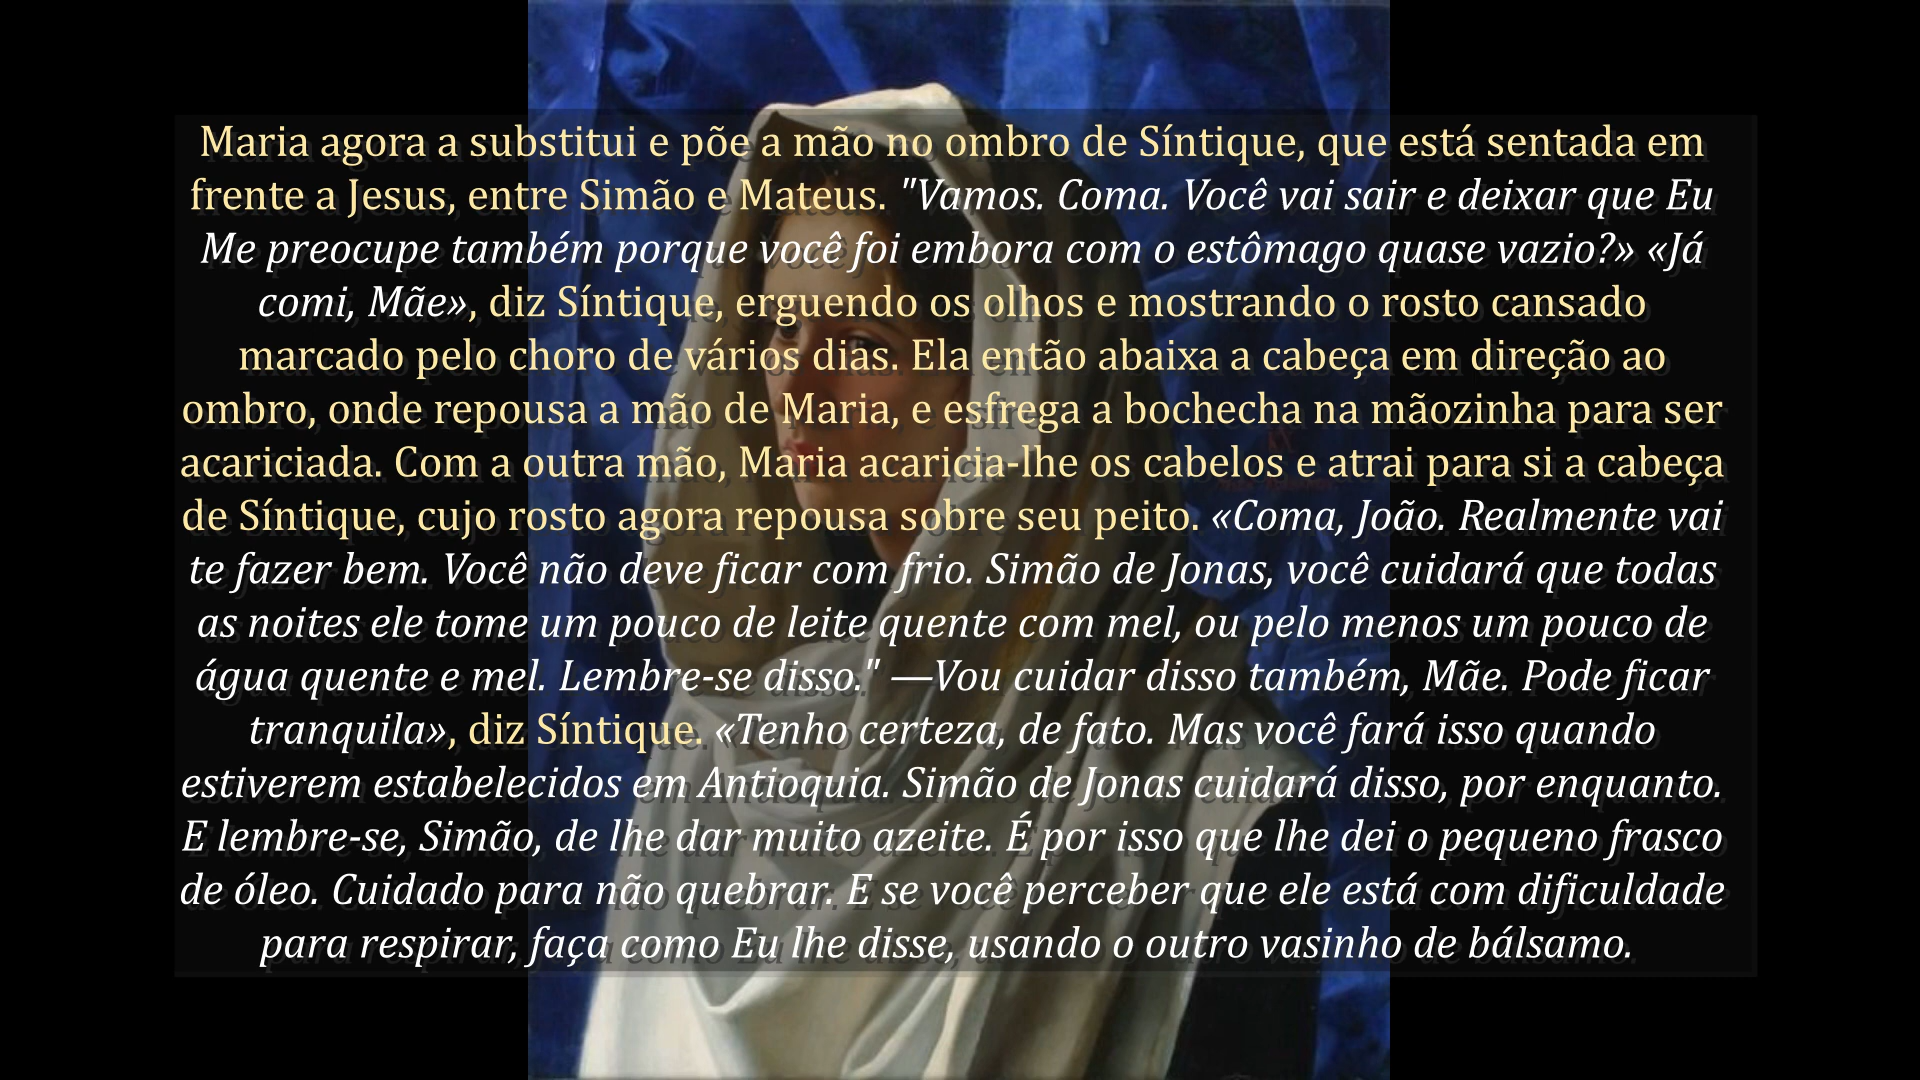 Maria agora a substitui e põe a mão no ombro de Síntique, que está sentada em
frente a Jesus, entre Simão e Mateus. "Vamos. Coma. Você vai sair e deixar que Eu
Me preocupe também porque você foi embora com o estômago quase vazio?» «Já
comi, Mãe», diz Síntique, erguendo os olhos e mostrando o rosto cansado
marcado pelo choro de vários dias. Ela então abaixa a cabeça em direção ao
ombro, onde repousa a mão de Maria, e esfrega a bochecha na mãozinha para ser
acariciada. Com a outra mão, Maria acaricia-lhe os cabelos e atrai para si a cabeça
de Síntique, cujo rosto agora repousa sobre seu peito. «Coma, João. Realmente vai
te fazer bem. Você não deve ficar com frio. Simão de Jonas, você cuidará que todas
as noites ele tome um pouco de leite quente com mel, ou pelo menos um pouco de
água quente e mel. Lembre-se disso." —Vou cuidar disso também, Mãe. Pode ficar
tranquila», diz Síntique. «Tenho certeza, de fato. Mas você fará isso quando
estiverem estabelecidos em Antioquia. Simão de Jonas cuidará disso, por enquanto.
E lembre-se, Simão, de lhe dar muito azeite. É por isso que lhe dei o pequeno frasco
de óleo. Cuidado para não quebrar. E se você perceber que ele está com dificuldade
para respirar, faça como Eu lhe disse, usando o outro vasinho de bálsamo.